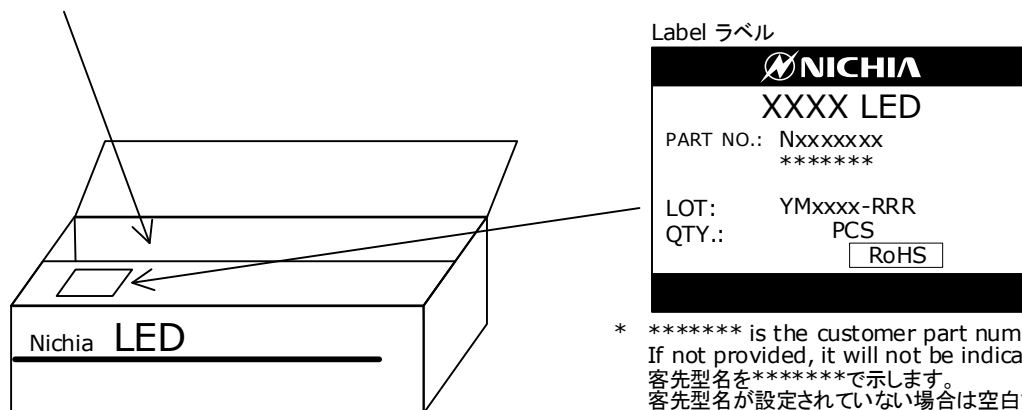 Label ラベル
NICHIA
XXXX LED
PART NO.: Nxxxxxxx
*******
LOT: YMxxxx-RRR
QTY.: PCS
RoHS
Nichia LED
* ******* is the customer part num
If not provided, it will not be indica
客先型名を*******で示します。
客先型名が設定されていない場合は空白